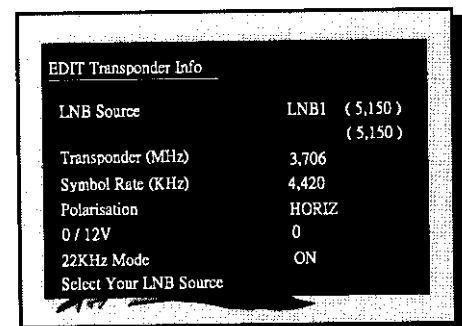 EDIT Transponder Info
LNB Source LNB1 ( 5,150 )
( 5,150 )
Transponder (MHz) 3,706
Symbol Rate (KHz) 4,420
Polarisation HORIZ
0 / 12V 0
22KHz Mode ON
Select Your LNB Source